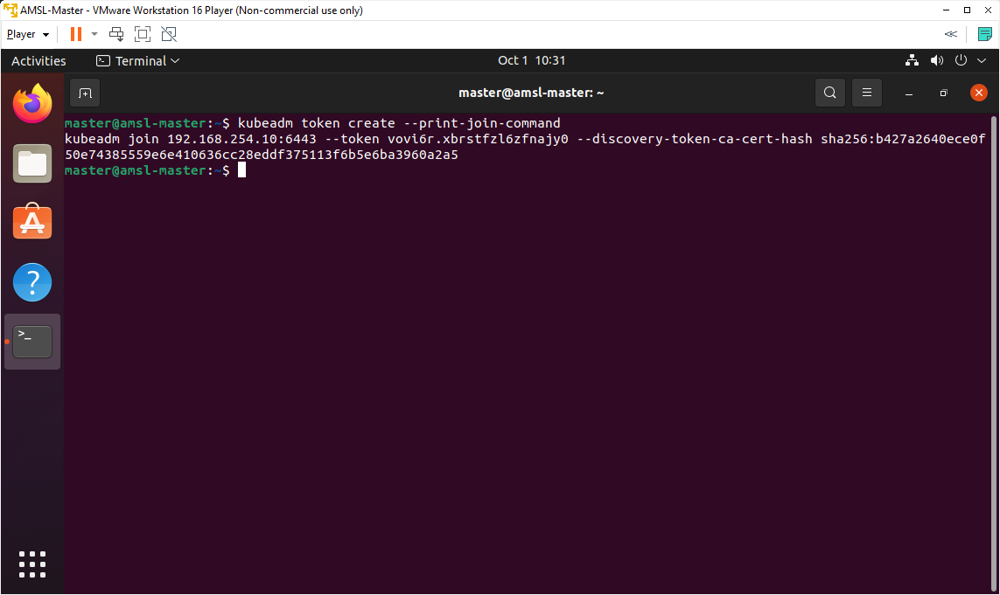 AMSL-Master - VMware Workstation 16 Player (Non-commercial use only)
Player
Activities
Terminal
Oct 1 10:31
master@amsl-master: ~
master@amsl-master:~$ kubeadm token create --print-join-command
kubeadm join 192.168.254.10:6443 --token vovi6r.xbrstfzl6zfnajy0 --discovery-token-ca-cert-hash sha256:b427a2640ece0f
50e74385559e6e410636cc28eddf375113f6b5e6ba3960a2a5
master@amsl-master:~$